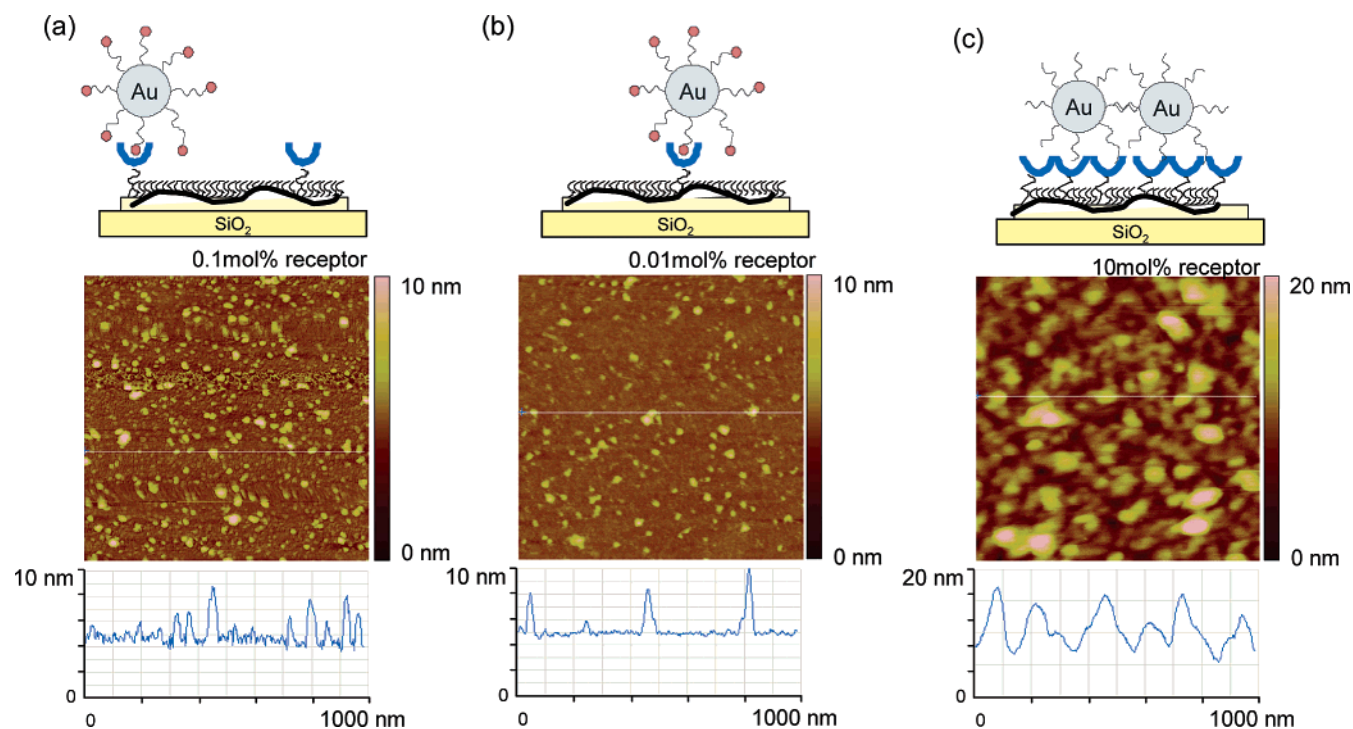 (a)
Au
SiO2
0.1mol% receptor
10 nm
0 nm
10 nm
0
0
1000 nm
(b)
Au
SiO2
0.01mol% receptor
10 nm
0 nm
10 nm
0
0
1000 nm
(c)
Au Au
SiO2
10mol% receptor
20 nm
0 nm
20 nm
0
0
1000 nm